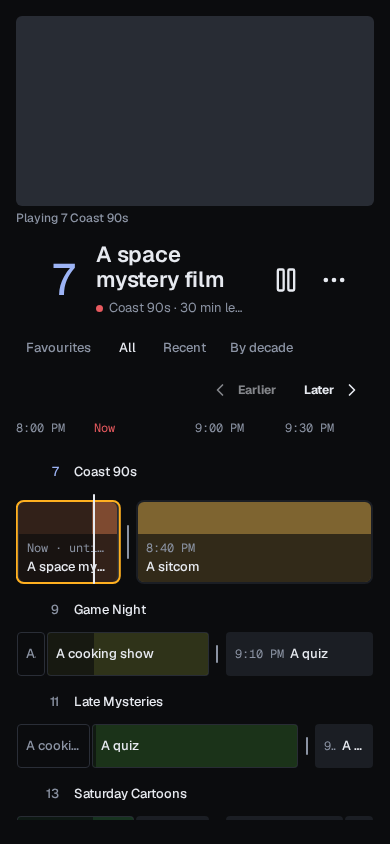 Playing 7 Coast 90s
7
A space
mystery film
Coast 90s · 30 min le…
Favourites All Recent By decade
Earlier Later
8:00 PM Now 9:00 PM 9:30 PM
7 Coast 90s
Now · unti… 8:40 PM
A space my… A sitcom
9 Game Night
A. A cooking show 9:10 PM A quiz
11 Late Mysteries
A cooki… A quiz 9.. A …
13 Saturday Cartoons